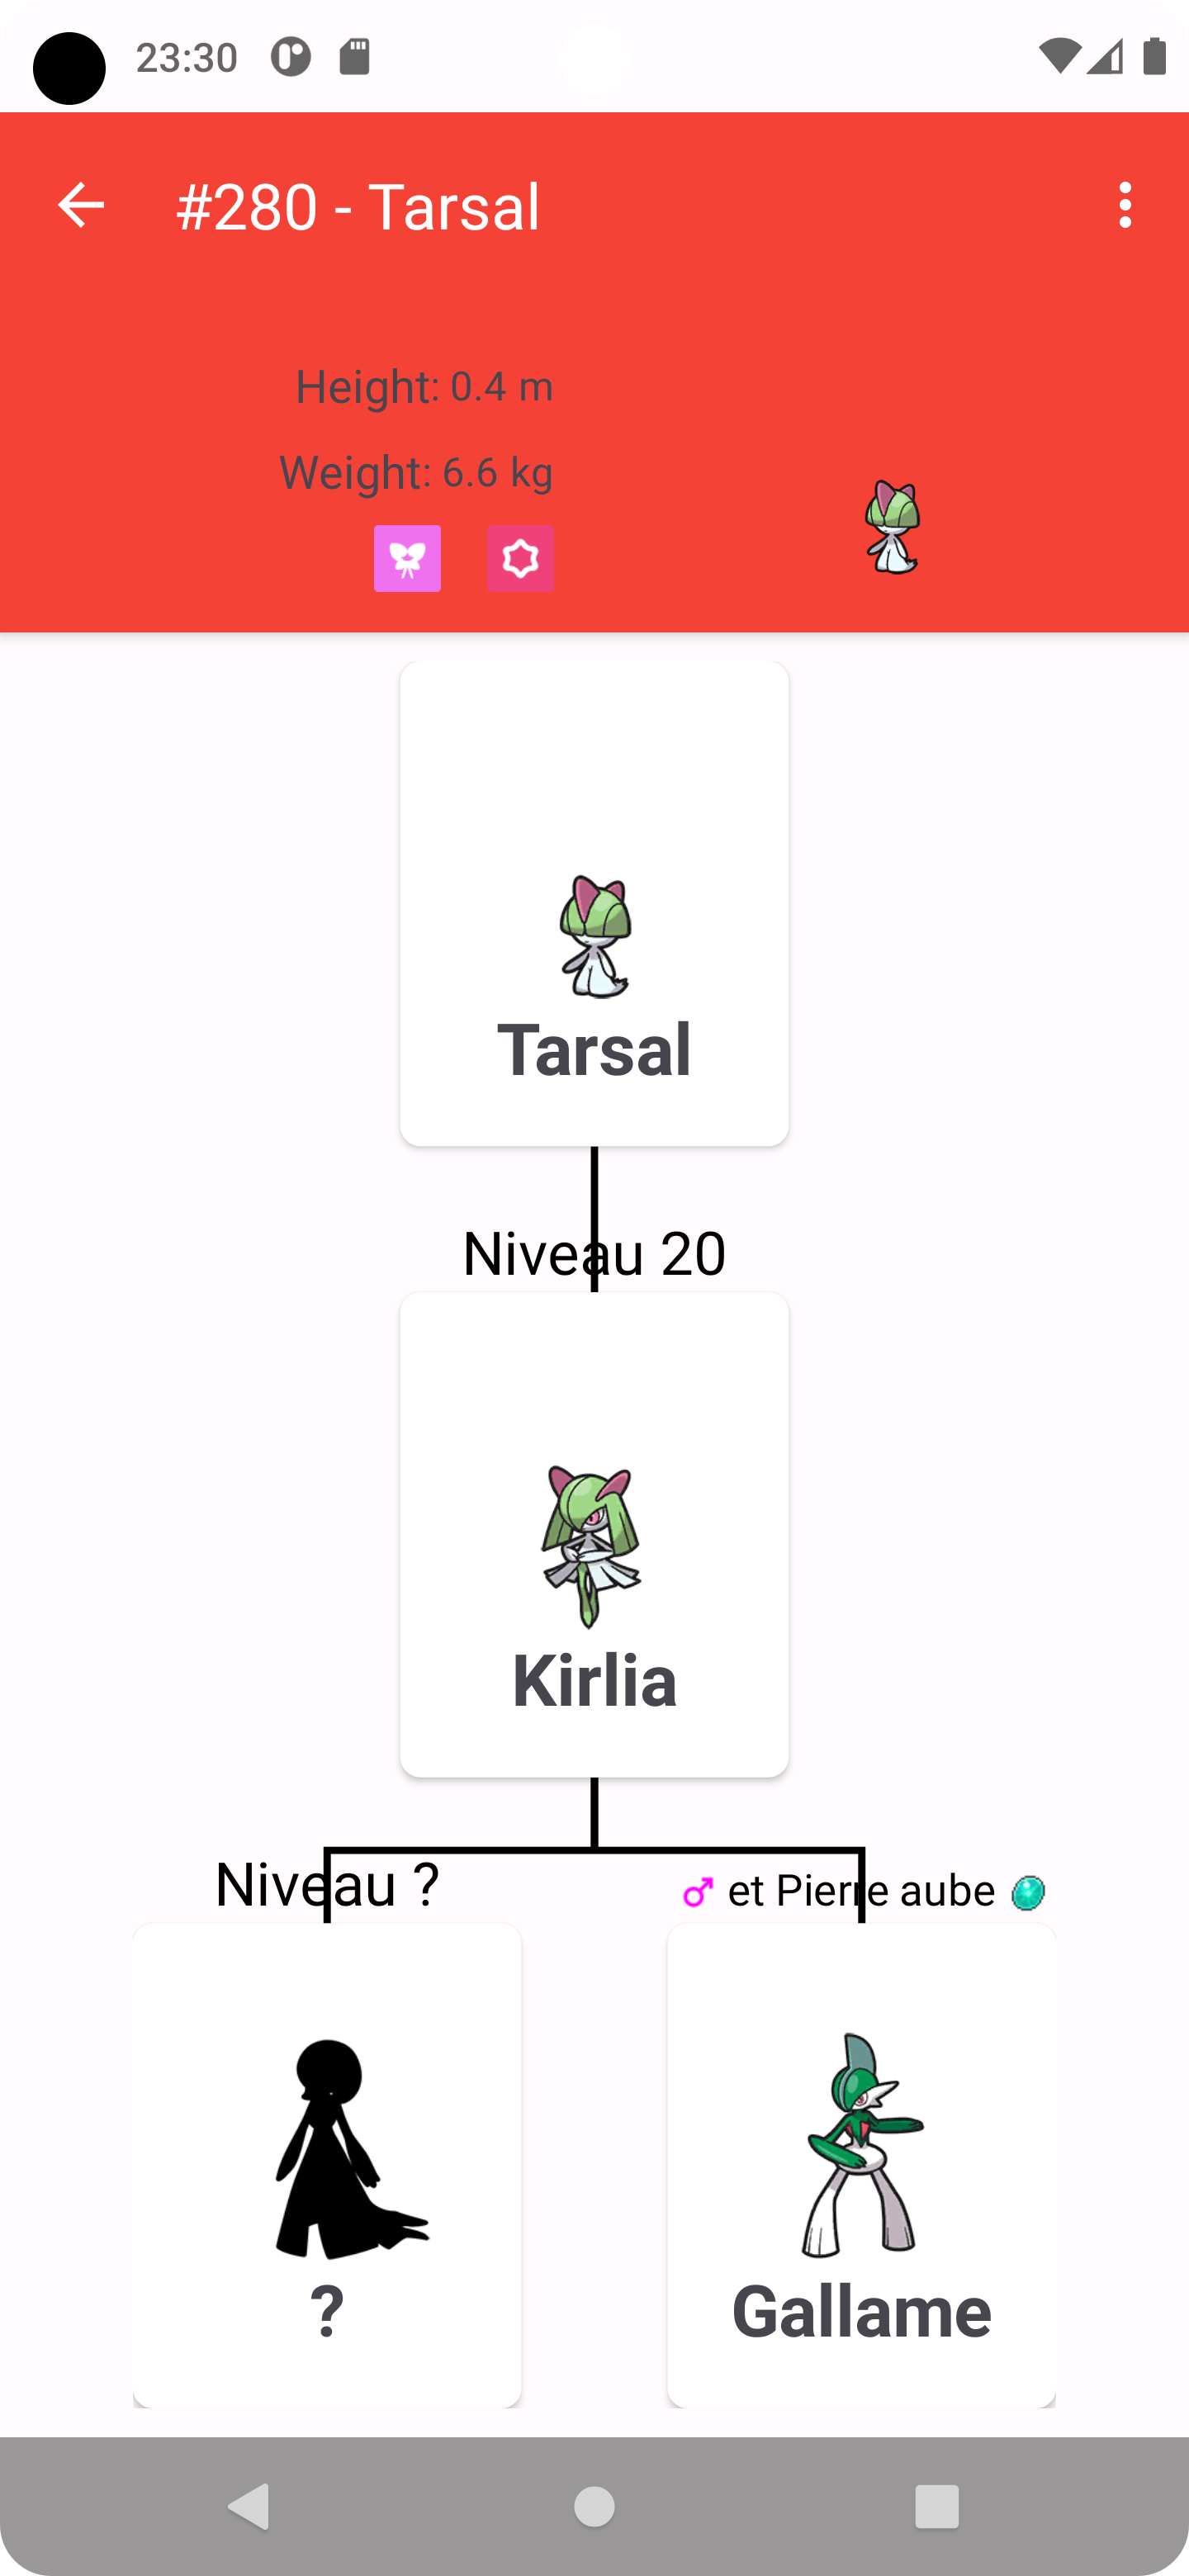 23:30
#280 - Tarsal
Height: 0.4 m
Weight: 6.6 kg
Tarsal
Niveau 20
Kirlia
Niveau ?
♂ et Pierre aube
?
Gallame